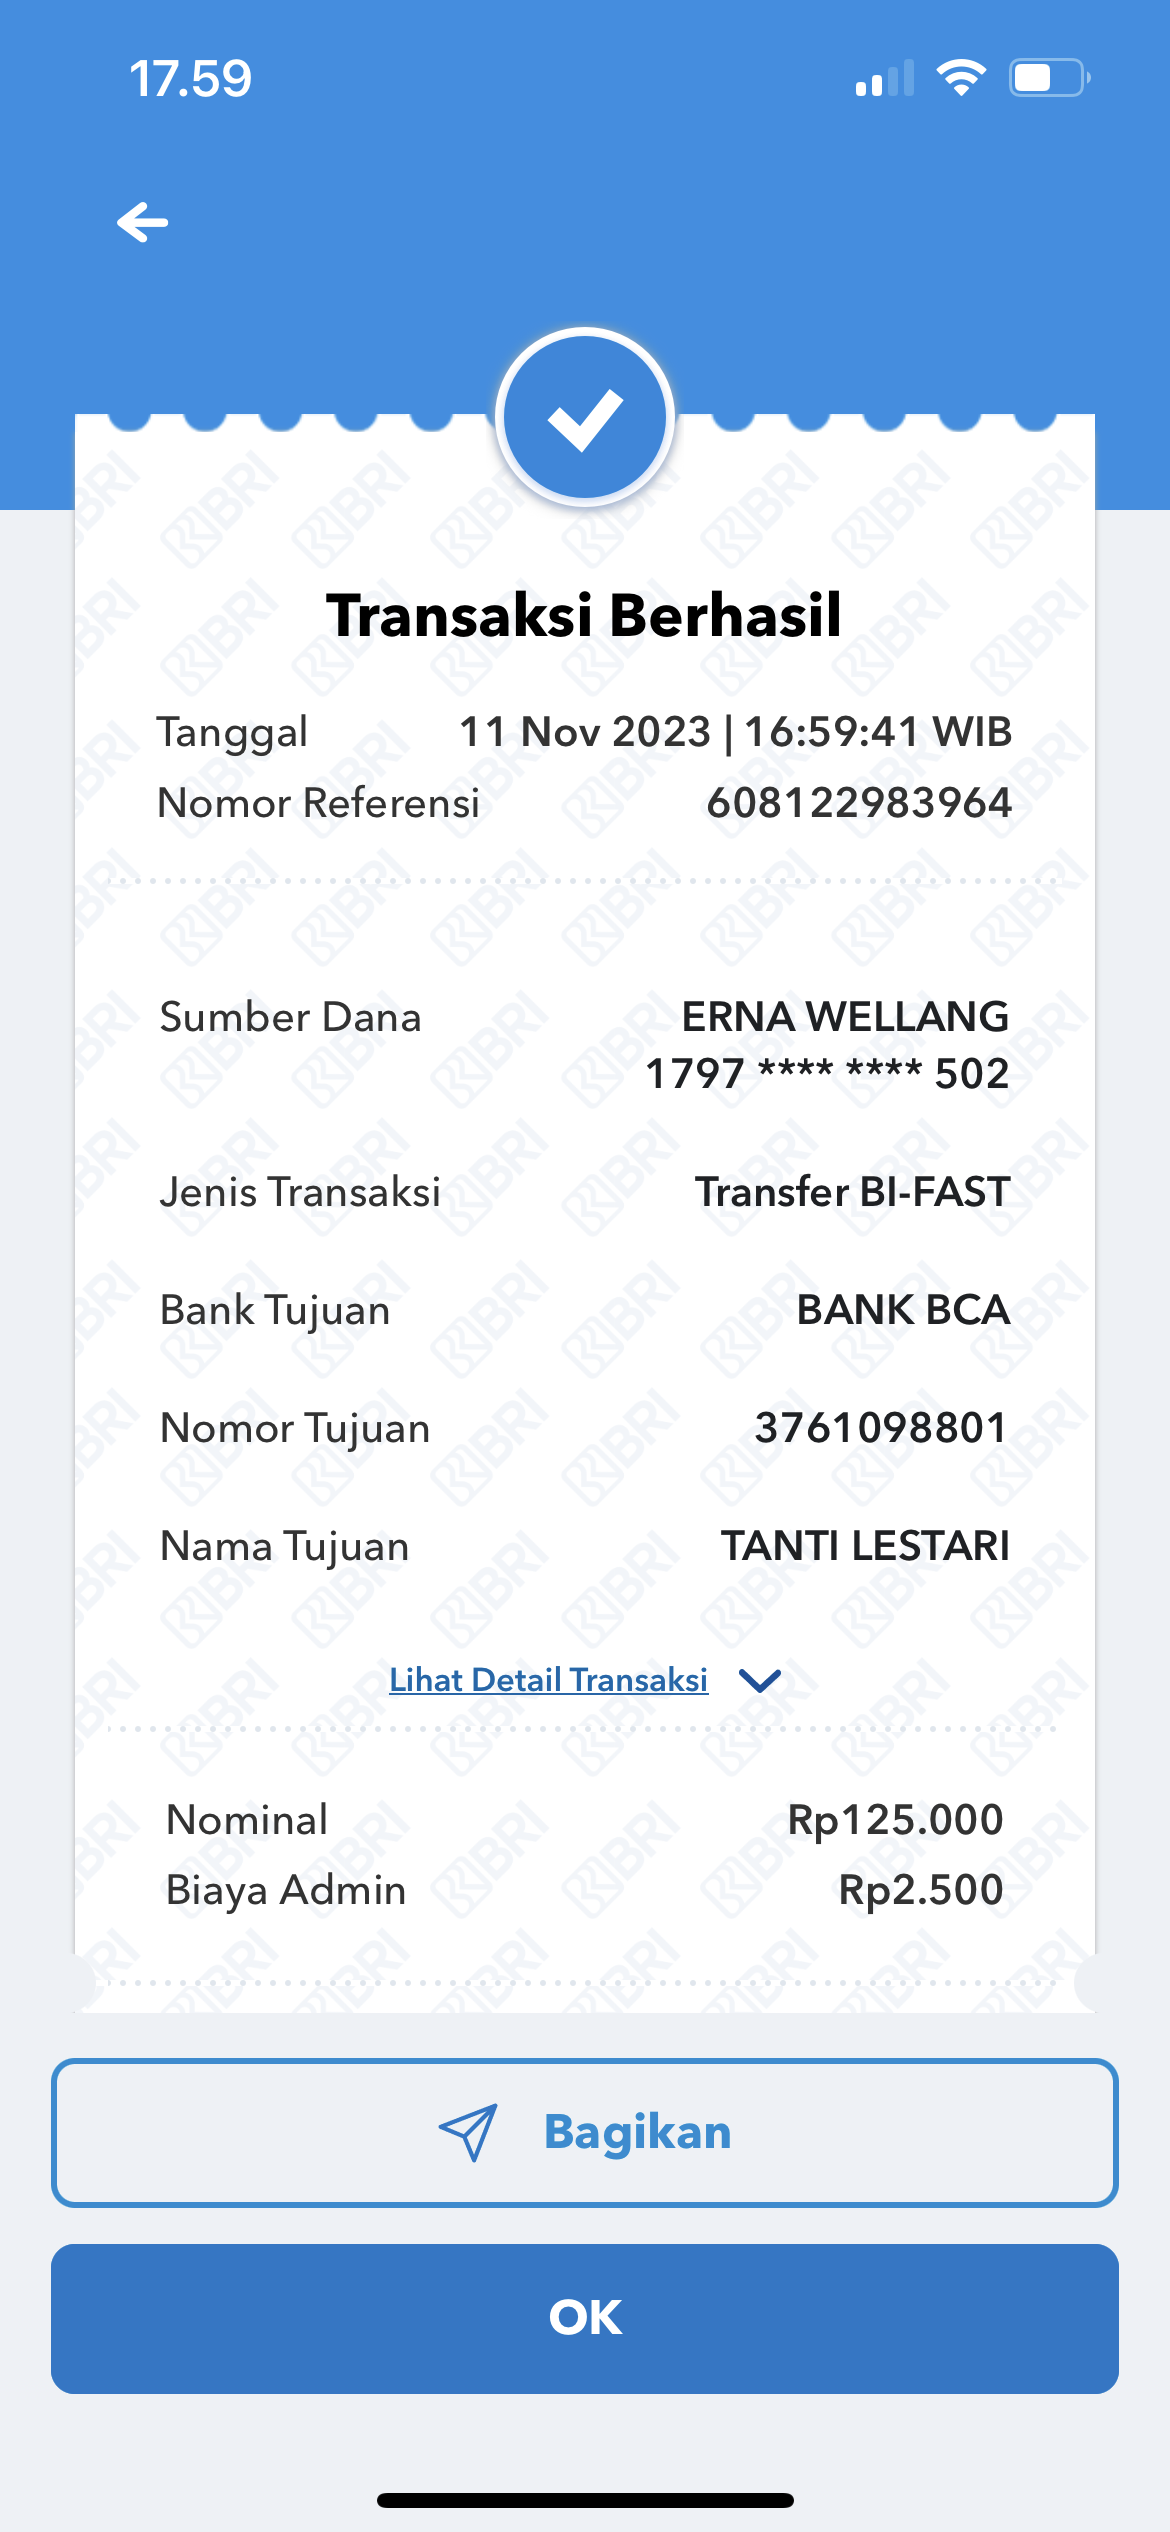 17.59
Transaksi Berhasil
Tanggal 11 Nov 2023 | 16:59:41 WIB
Nomor Referensi 608122983964
Sumber Dana ERNA WELLANG
1797 **** **** 502
Jenis Transaksi Transfer BI-FAST
Bank Tujuan BANK BCA
Nomor Tujuan 3761098801
Nama Tujuan TANTI LESTARI
Lihat Detail Transaksi
Nominal Rp125.000
Biaya Admin Rp2.500
Bagikan
OK